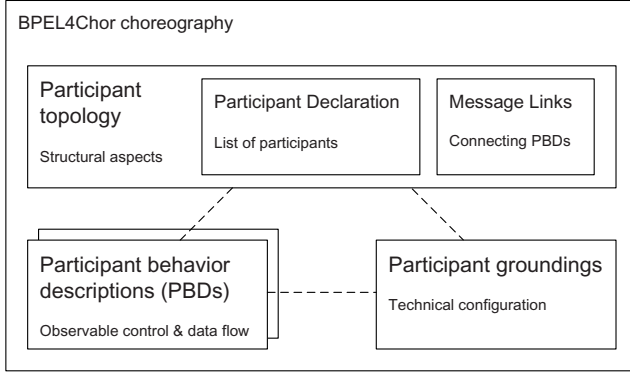 BPEL4Chor choreography
Participant
topology
Structural aspects
Participant Declaration
List of participants
Message Links
Connecting PBDs
Participant behavior
descriptions (PBDs)
Observable control & data flow
Participant groundings
Technical configuration